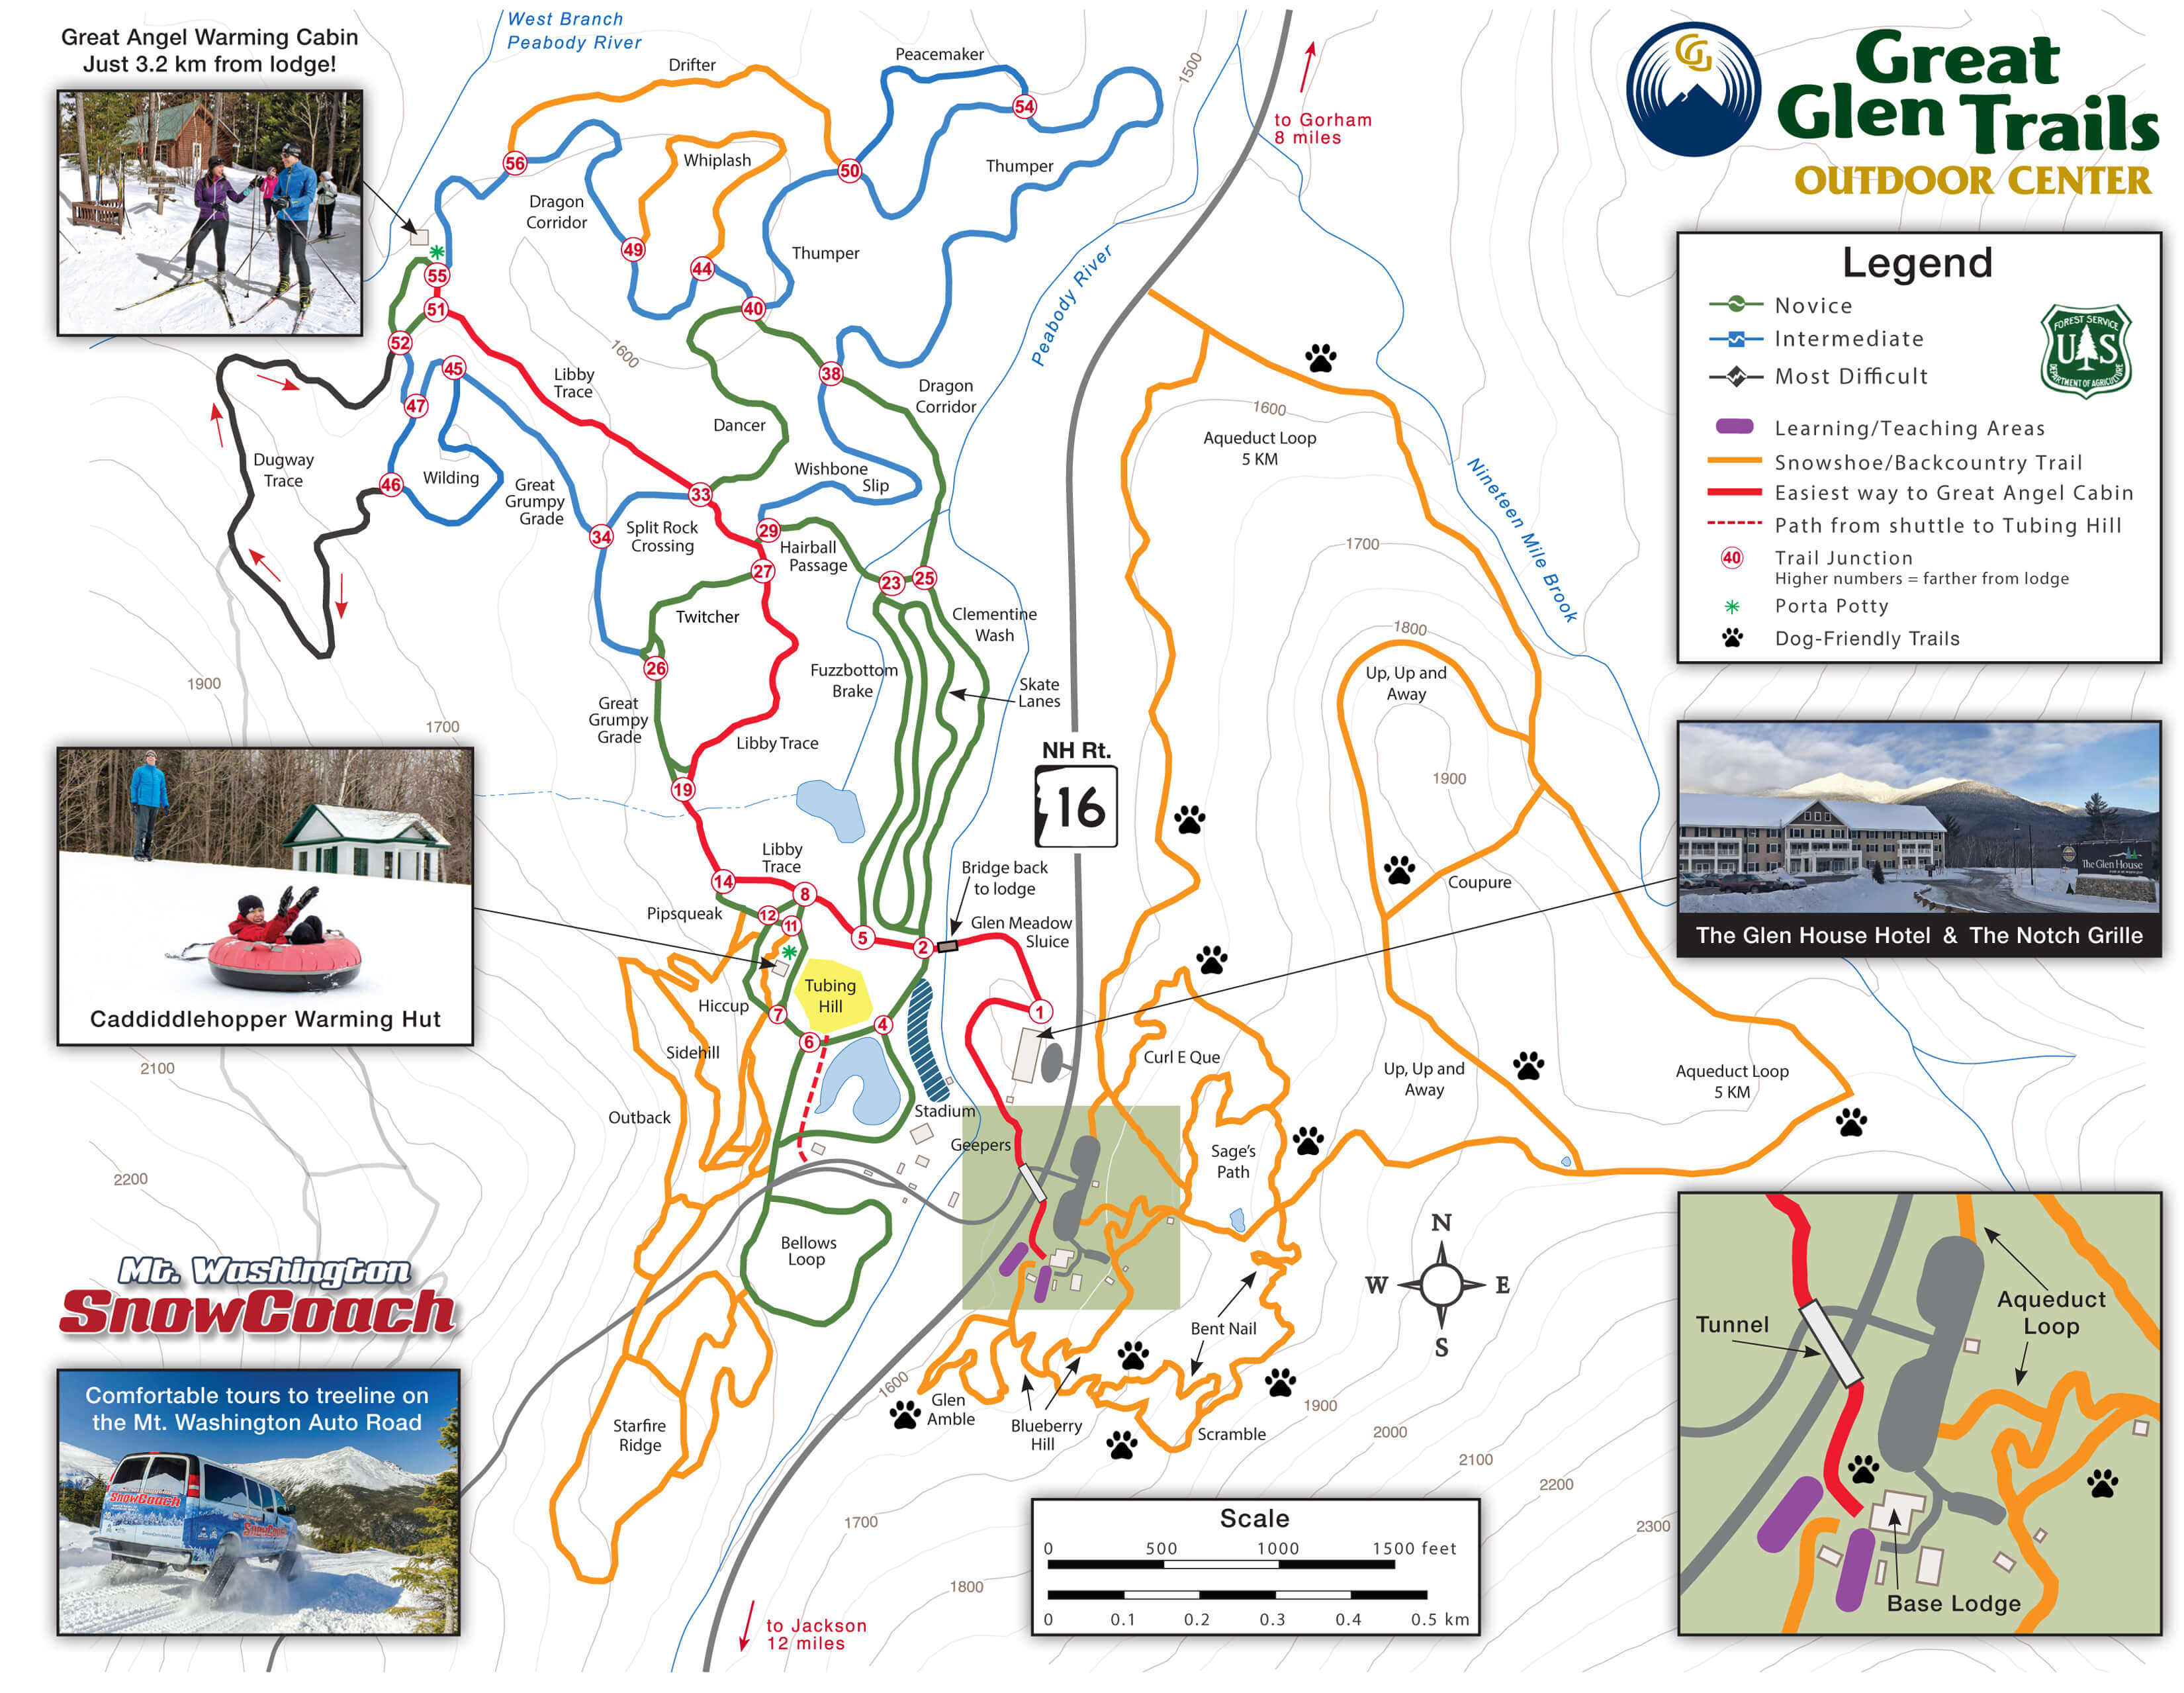 Great Angel Warming Cabin
Just 3.2 km from lodge!
West Branch
Peabody River
Drifter
Peacemaker
1500
to Gorham
8 miles
GG
Great
Glen Trails
OUTDOOR CENTER
54
56
50
Whiplash
Thumper
Dragon
Corridor
49
44
Thumper
40
55
51
52
Peabody River
Legend
Novice
Intermediate
Most Difficult
FOREST SERVICE
US
DEPARTMENT OF AGRICULTURE
Learning/Teaching Areas
Snowshoe/Backcountry Trail
Easiest way to Great Angel Cabin
Path from shuttle to Tubing Hill
40
Trail Junction
Higher numbers = farther from lodge
Porta Potty
Dog-Friendly Trails
1600
45
47
Libby
Trace
38
Dragon
Corridor
Dancer
1600
Aqueduct Loop
5 KM
Dugway
Trace
46
Wilding
Great
Grumpy
Grade
33
Wishbone
Slip
Nineteen Mile Brook
34
Split Rock
Crossing
29
Hairball
Passage
27
23
25
1700
Twitcher
Clementine
Wash
1800
26
Fuzzbottom
Brake
Skate
Lanes
Up, Up and
Away
1900
1700
Great
Grumpy
Grade
Libby Trace
NH Rt.
16
1900
19
The Glen House
The Glen House Hotel & The Notch Grille
Libby
Trace
14
8
Bridge back
to lodge
Coupure
Pipsqueak
12
11
5
2
Glen Meadow
Sluice
Caddiddlehopper Warming Hut
Tubing
Hill
Hiccup
7
4
6
1
2100
Sidehill
Curl E Que
Up, Up and
Away
Aqueduct Loop
5 KM
Outback
Stadium
Geepers
Sage's
Path
2200
Bellows
Loop
N
W
E
S
Mt. Washington
SnowCoach
Comfortable tours to treeline on
the Mt. Washington Auto Road
SnowCoach
SnowCoach
Bent Nail
1600
Glen
Amble
Blueberry
Hill
Scramble
Starfire
Ridge
1900
2000
2100
2200
2300
1700
1800
Scale
0 500 1000 1500 feet
0 0.1 0.2 0.3 0.4 0.5 km
to Jackson
12 miles
Tunnel
Aqueduct
Loop
Base Lodge